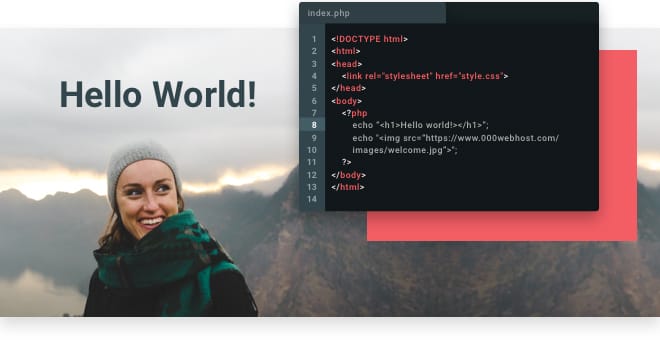 index.php
Hello World!
1 <!DOCTYPE html>
2 <html>
3 <head>
4 <link rel="stylesheet" href="style.css">
5 </head>
6 <body>
7 <?php
8 echo "<h1>Hello world!></h1>";
9 echo "<img src="https://www.000webhost.com/
10 images/welcome.jpg">";
11 ?>
12 </body>
13 </html>
14